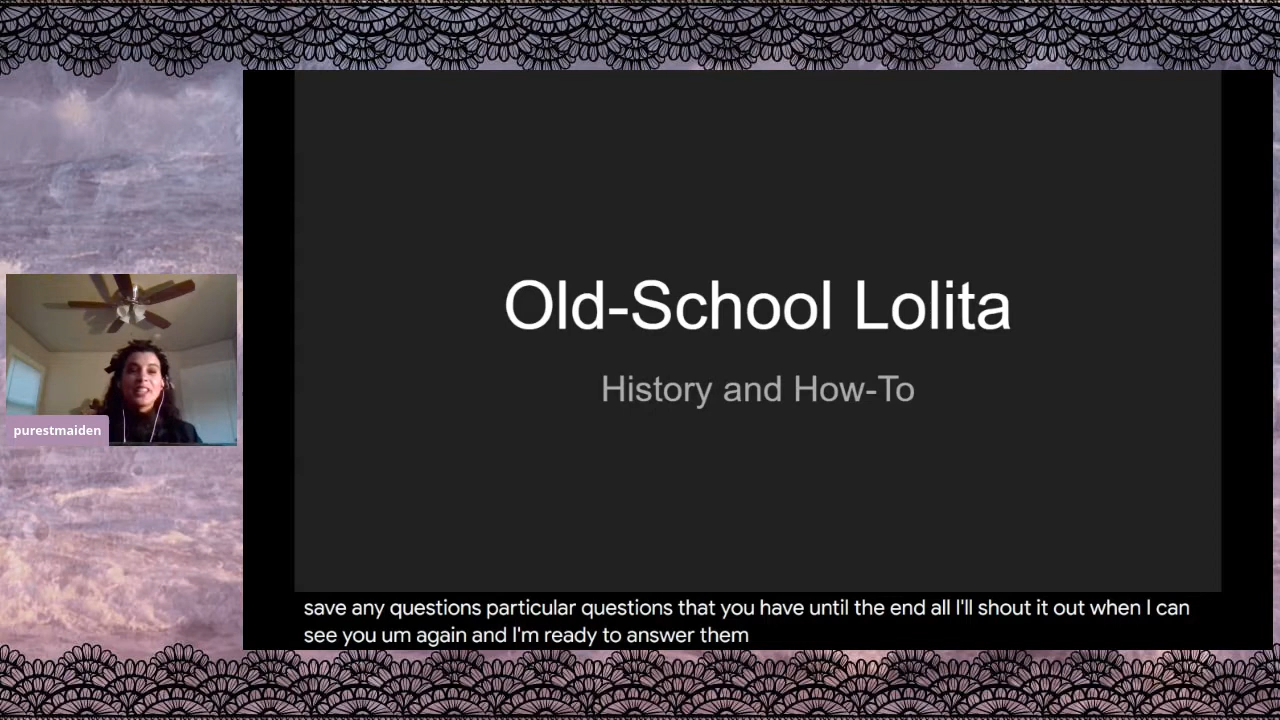 Old-School Lolita
History and How-To
purestmaiden
save any questions particular questions that you have until the end all I'll shout it out when I can
see you um again and I'm ready to answer them